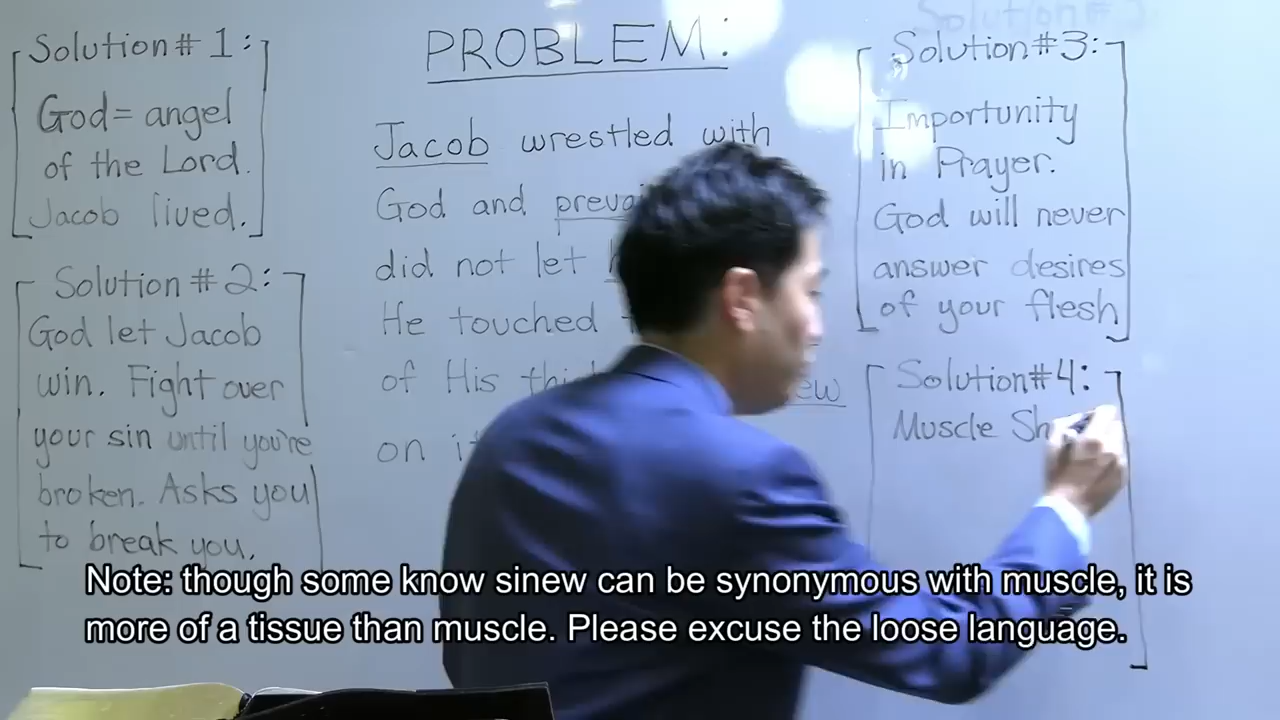 Solution # 1:
God = angel
of the Lord.
Jacob lived.
Solution # 2:
God let Jacob
win. Fight over
your sin until you're
broken. Asks you
to break you.
PROBLEM:
Jacob wrestled with
God and
did not let
He touched
of His
on
Solution #3:
Importunity
in Prayer.
God will never
answer desires
of your flesh
Solution #4:
Muscle
Note: though some know sinew can be synonymous with muscle, it is
more of a tissue than muscle. Please excuse the loose language.